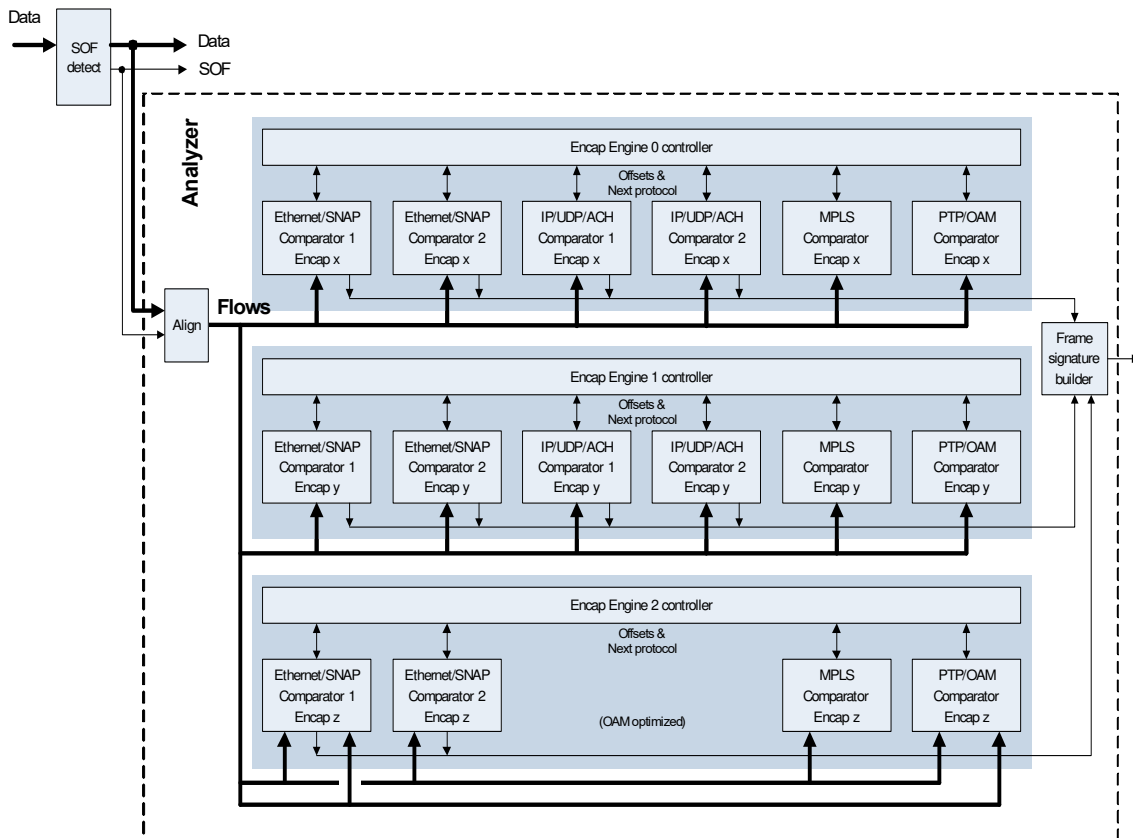 Data
SOF
detect
Data
SOF
Analyzer
Encap Engine 0 controller
Offsets &
Next protocol
Ethernet/SNAP
Comparator 1
Encap x
Ethernet/SNAP
Comparator 2
Encap x
IP/UDP/ACH
Comparator 1
Encap x
IP/UDP/ACH
Comparator 2
Encap x
MPLS
Comparator
Encap x
PTP/OAM
Comparator
Encap x
Align
Flows
Frame
signature
builder
Encap Engine 1 controller
Offsets &
Next protocol
Ethernet/SNAP
Comparator 1
Encap y
Ethernet/SNAP
Comparator 2
Encap y
IP/UDP/ACH
Comparator 1
Encap y
IP/UDP/ACH
Comparator 2
Encap y
MPLS
Comparator
Encap y
PTP/OAM
Comparator
Encap y
Encap Engine 2 controller
Offsets &
Next protocol
Ethernet/SNAP
Comparator 1
Encap z
Ethernet/SNAP
Comparator 2
Encap z
(OAM optimized)
MPLS
Comparator
Encap z
PTP/OAM
Comparator
Encap z